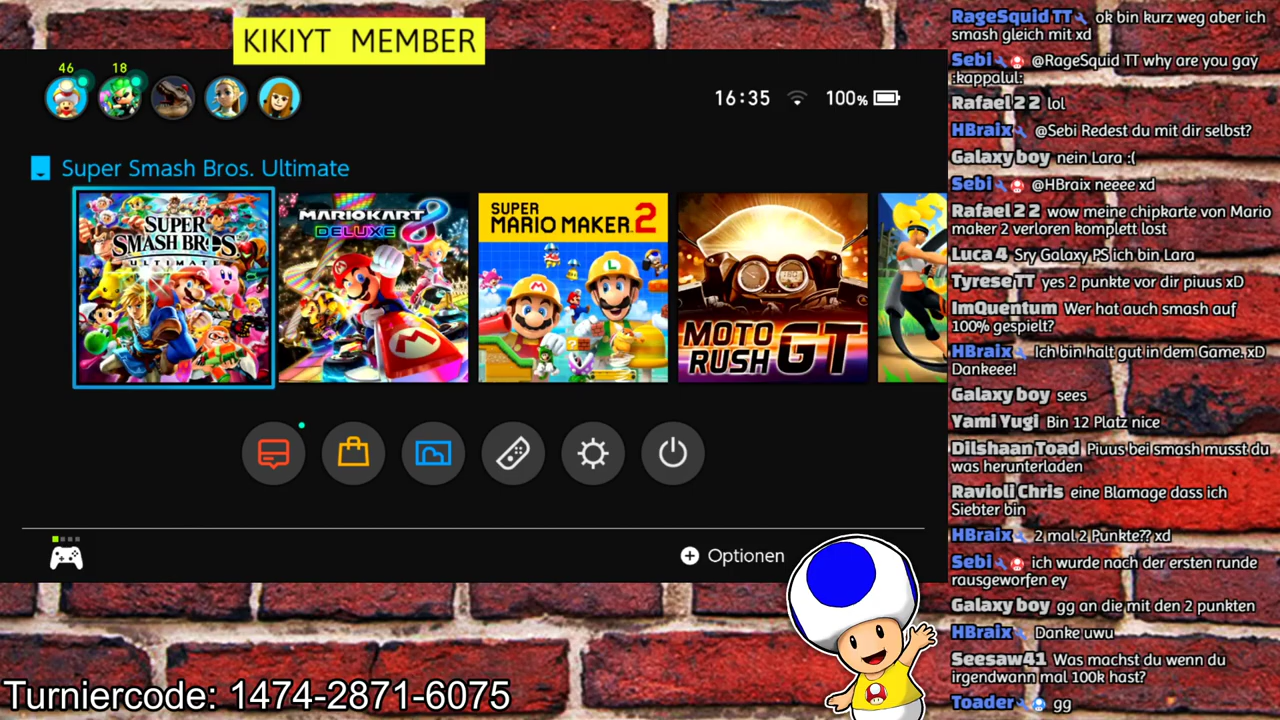 KIKIYT MEMBER
46
18
16:35
100%
Super Smash Bros. Ultimate
SUPER
SMASH BROS.
ULTIMATE
MARIOKART 8
DELUXE
SUPER
MARIO MAKER 2
MOTO
RUSH GT
Optionen
Turniercode: 1474-2871-6075
RageSquid TT ok bin kurz weg aber ich
smash gleich mit xd
Sebi @RageSquid TT why are you gay
:kappalul:
Rafael 2 2 lol
HBraix @Sebi Redest du mit dir selbst?
Galaxy boy nein Lara :(
Sebi @HBraix neeee xd
Rafael 2 2 wow meine chipkarte von Mario
maker 2 verloren komplett lost
Luca 4 Sry Galaxy PS ich bin Lara
Tyrese TT yes 2 punkte vor dir piuus xD
ImQuentum Wer hat auch smash auf
100% gespielt?
HBraix Ich bin halt gut in dem Game. xD
Dankeee!
Galaxy boy sees
Yami Yugi Bin 12 Platz nice
Dilshaan Toad Piuus bei smash musst du
was herunterladen
Ravioli Chris eine Blamage dass ich
Siebter bin
HBraix 2 mal 2 Punkte?? xd
Sebi ich wurde nach der ersten runde
rausgeworfen ey
Galaxy boy gg an die mit den 2 punkten
HBraix Danke uwu
Seesaw41 Was machst du wenn du
irgendwann mal 100k hast?
Toader gg